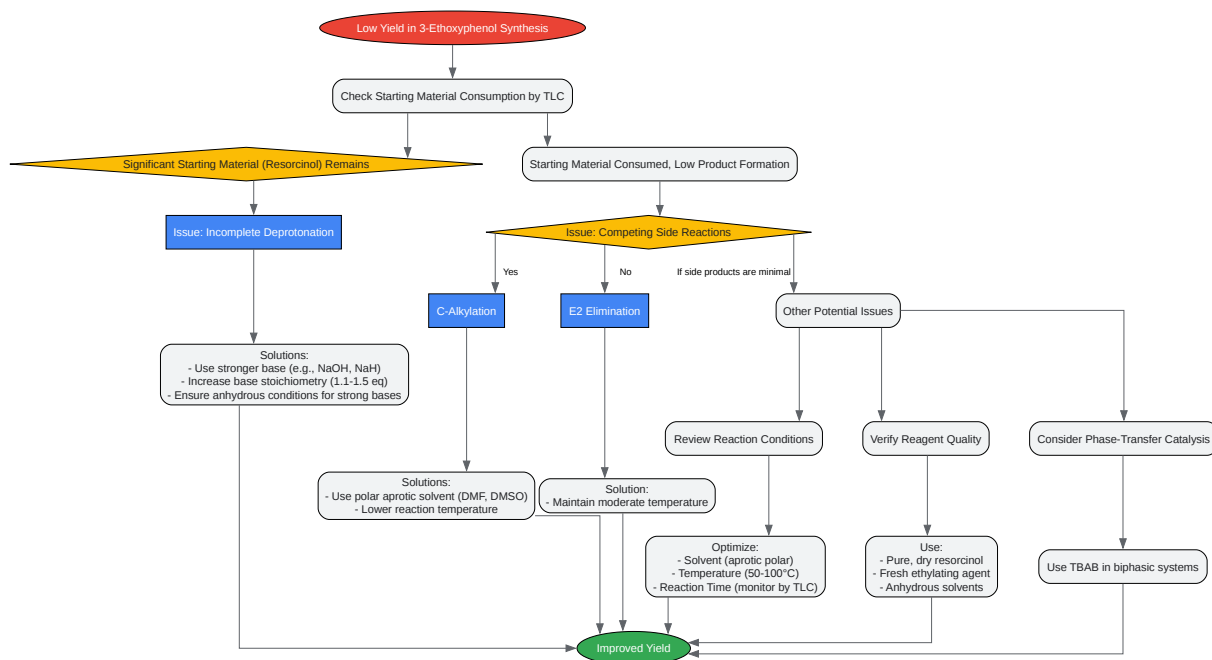 Low Yield in 3-Ethoxyphenol Synthesis
Check Starting Material Consumption by TLC
Significant Starting Material (Resorcinol) Remains
Starting Material Consumed, Low Product Formation
Issue: Incomplete Deprotonation
Issue: Competing Side Reactions
Yes
No
If side products are minimal
C-Alkylation
E2 Elimination
Other Potential Issues
Solutions:
- Use stronger base (e.g., NaOH, NaH)
- Increase base stoichiometry (1.1-1.5 eq)
- Ensure anhydrous conditions for strong bases
Review Reaction Conditions
Verify Reagent Quality
Consider Phase-Transfer Catalysis
Solutions:
- Use polar aprotic solvent (DMF, DMSO)
- Lower reaction temperature
Solution:
- Maintain moderate temperature
Optimize:
- Solvent (aprotic polar)
- Temperature (50-100°C)
- Reaction Time (monitor by TLC)
Use:
- Pure, dry resorcinol
- Fresh ethylating agent
- Anhydrous solvents
Use TBAB in biphasic systems
Improved Yield